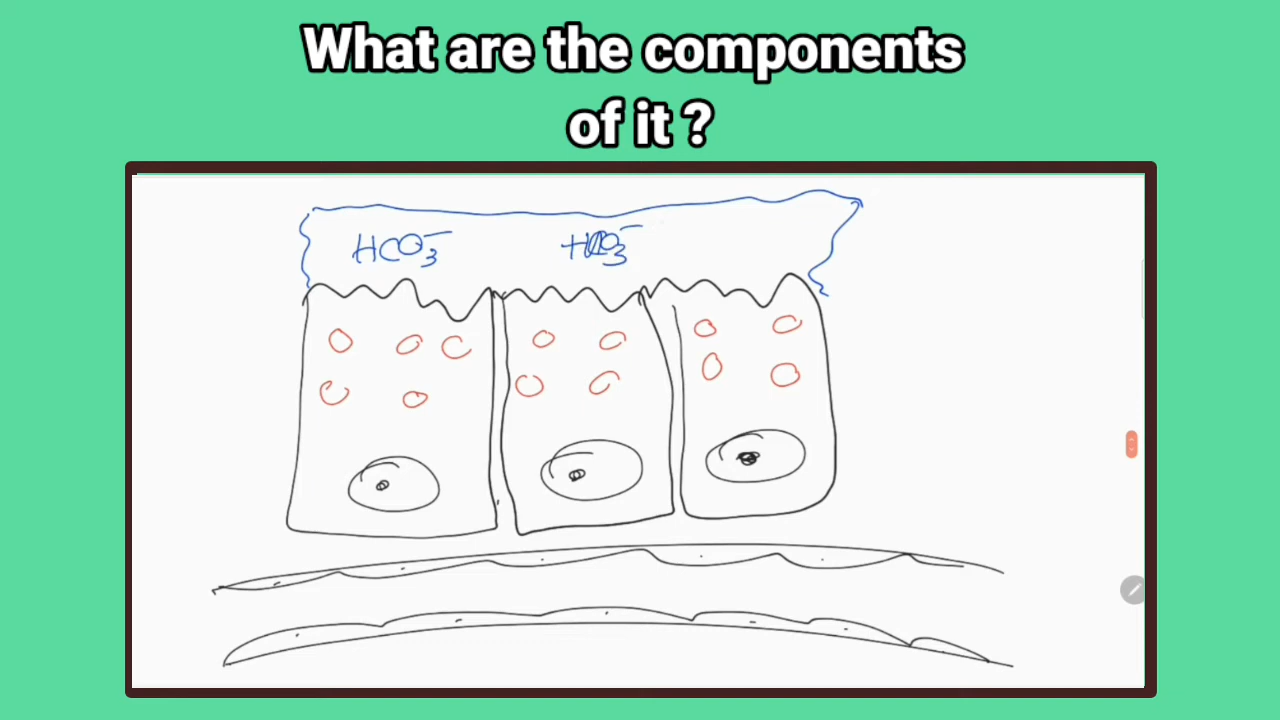 What are the components
of it ?
HCO₃⁻ HCO₃⁻